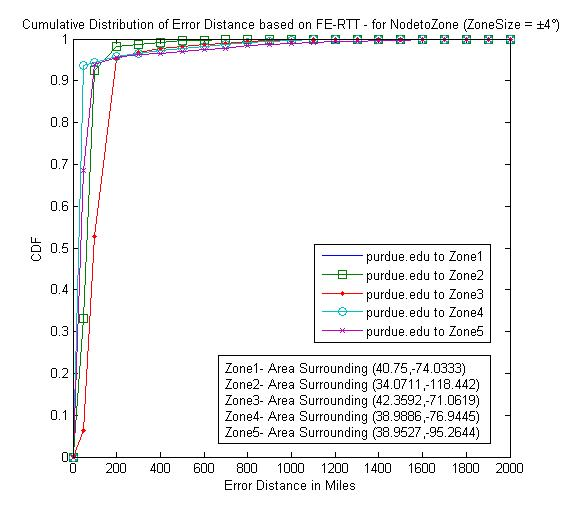 Cumulative Distribution of Error Distance based on FE-RTT - for NodetoZone (ZoneSize = ±4°)
1
0.9
0.8
0.7
0.6
0.5
0.4
0.3
0.2
0.1
0
CDF
purdue.edu to Zone1
purdue.edu to Zone2
purdue.edu to Zone3
purdue.edu to Zone4
purdue.edu to Zone5
Zone1- Area Surrounding (40.75,-74.0333)
Zone2- Area Surrounding (34.0711,-118.442)
Zone3- Area Surrounding (42.3592,-71.0619)
Zone4- Area Surrounding (38.9886,-76.9445)
Zone5- Area Surrounding (38.9527,-95.2644)
0 200 400 600 800 1000 1200 1400 1600 1800 2000
Error Distance in Miles